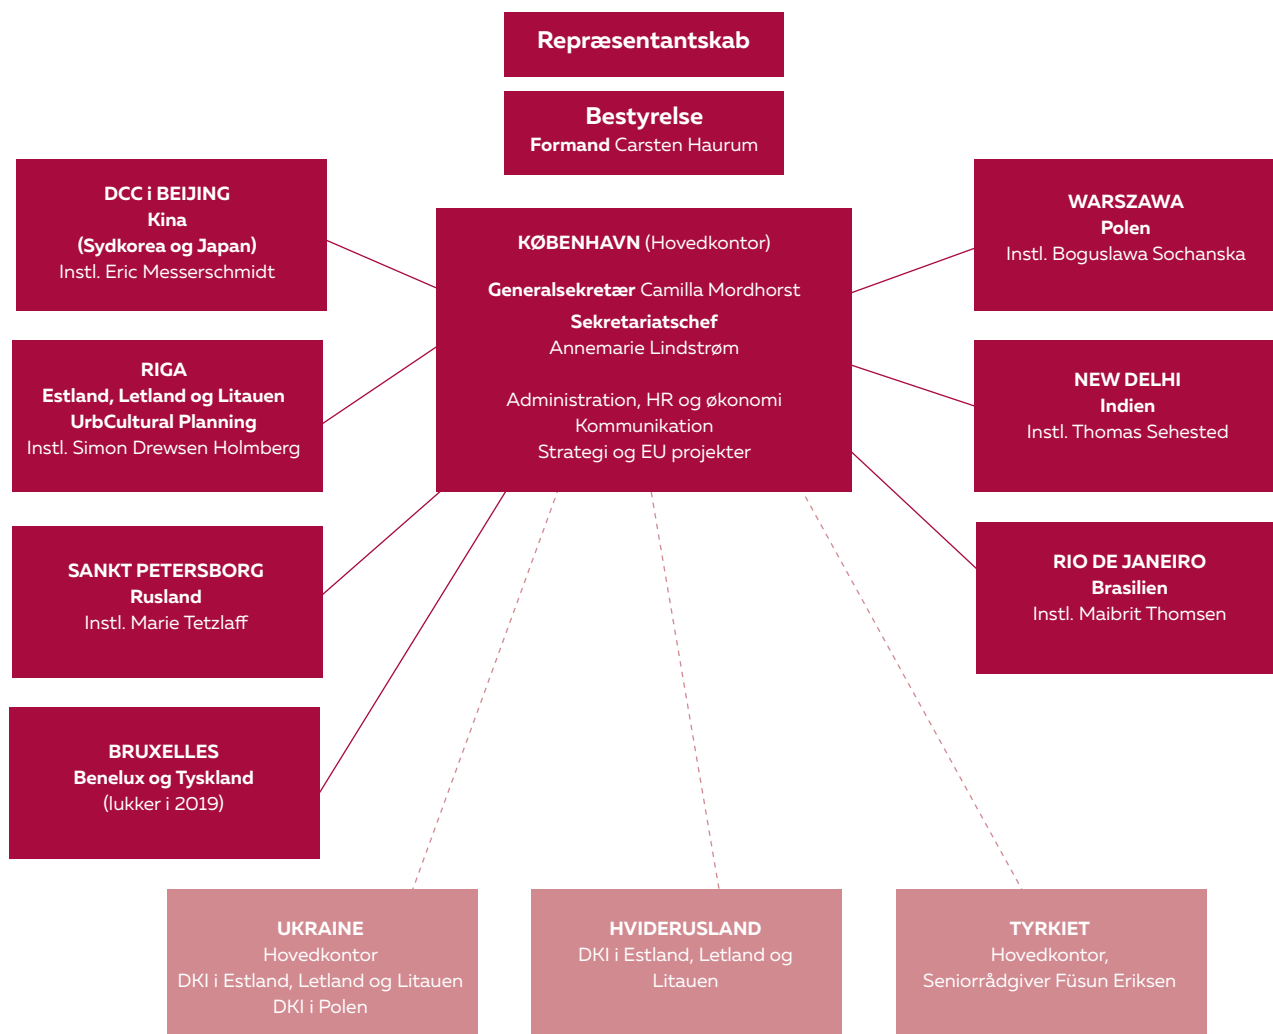 Repræsentantskab
Bestyrelse
Formand Carsten Haurum
DCC i BEIJING
Kina
(Sydkorea og Japan)
Instl. Eric Messerschmidt
KØBENHAVN (Hovedkontor)
Generalsekretær Camilla Mordhorst
Sekretariatschef
Annemarie Lindstrøm
Administration, HR og økonomi
Kommunikation
Strategi og EU projekter
WARSZAWA
Polen
Instl. Boguslawa Sochanska
RIGA
Estland, Letland og Litauen
UrbCultural Planning
Instl. Simon Drewsen Holmberg
NEW DELHI
Indien
Instl. Thomas Sehested
SANKT PETERSBORG
Rusland
Instl. Marie Tetzlaff
RIO DE JANEIRO
Brasilien
Instl. Maibrit Thomsen
BRUXELLES
Benelux og Tyskland
(lukker i 2019)
UKRAINE
Hovedkontor
DKI i Estland, Letland og Litauen
DKI i Polen
HVIDERUSLAND
DKI i Estland, Letland og
Litauen
TYRKIET
Hovedkontor,
Seniorrådgiver Füsun Eriksen